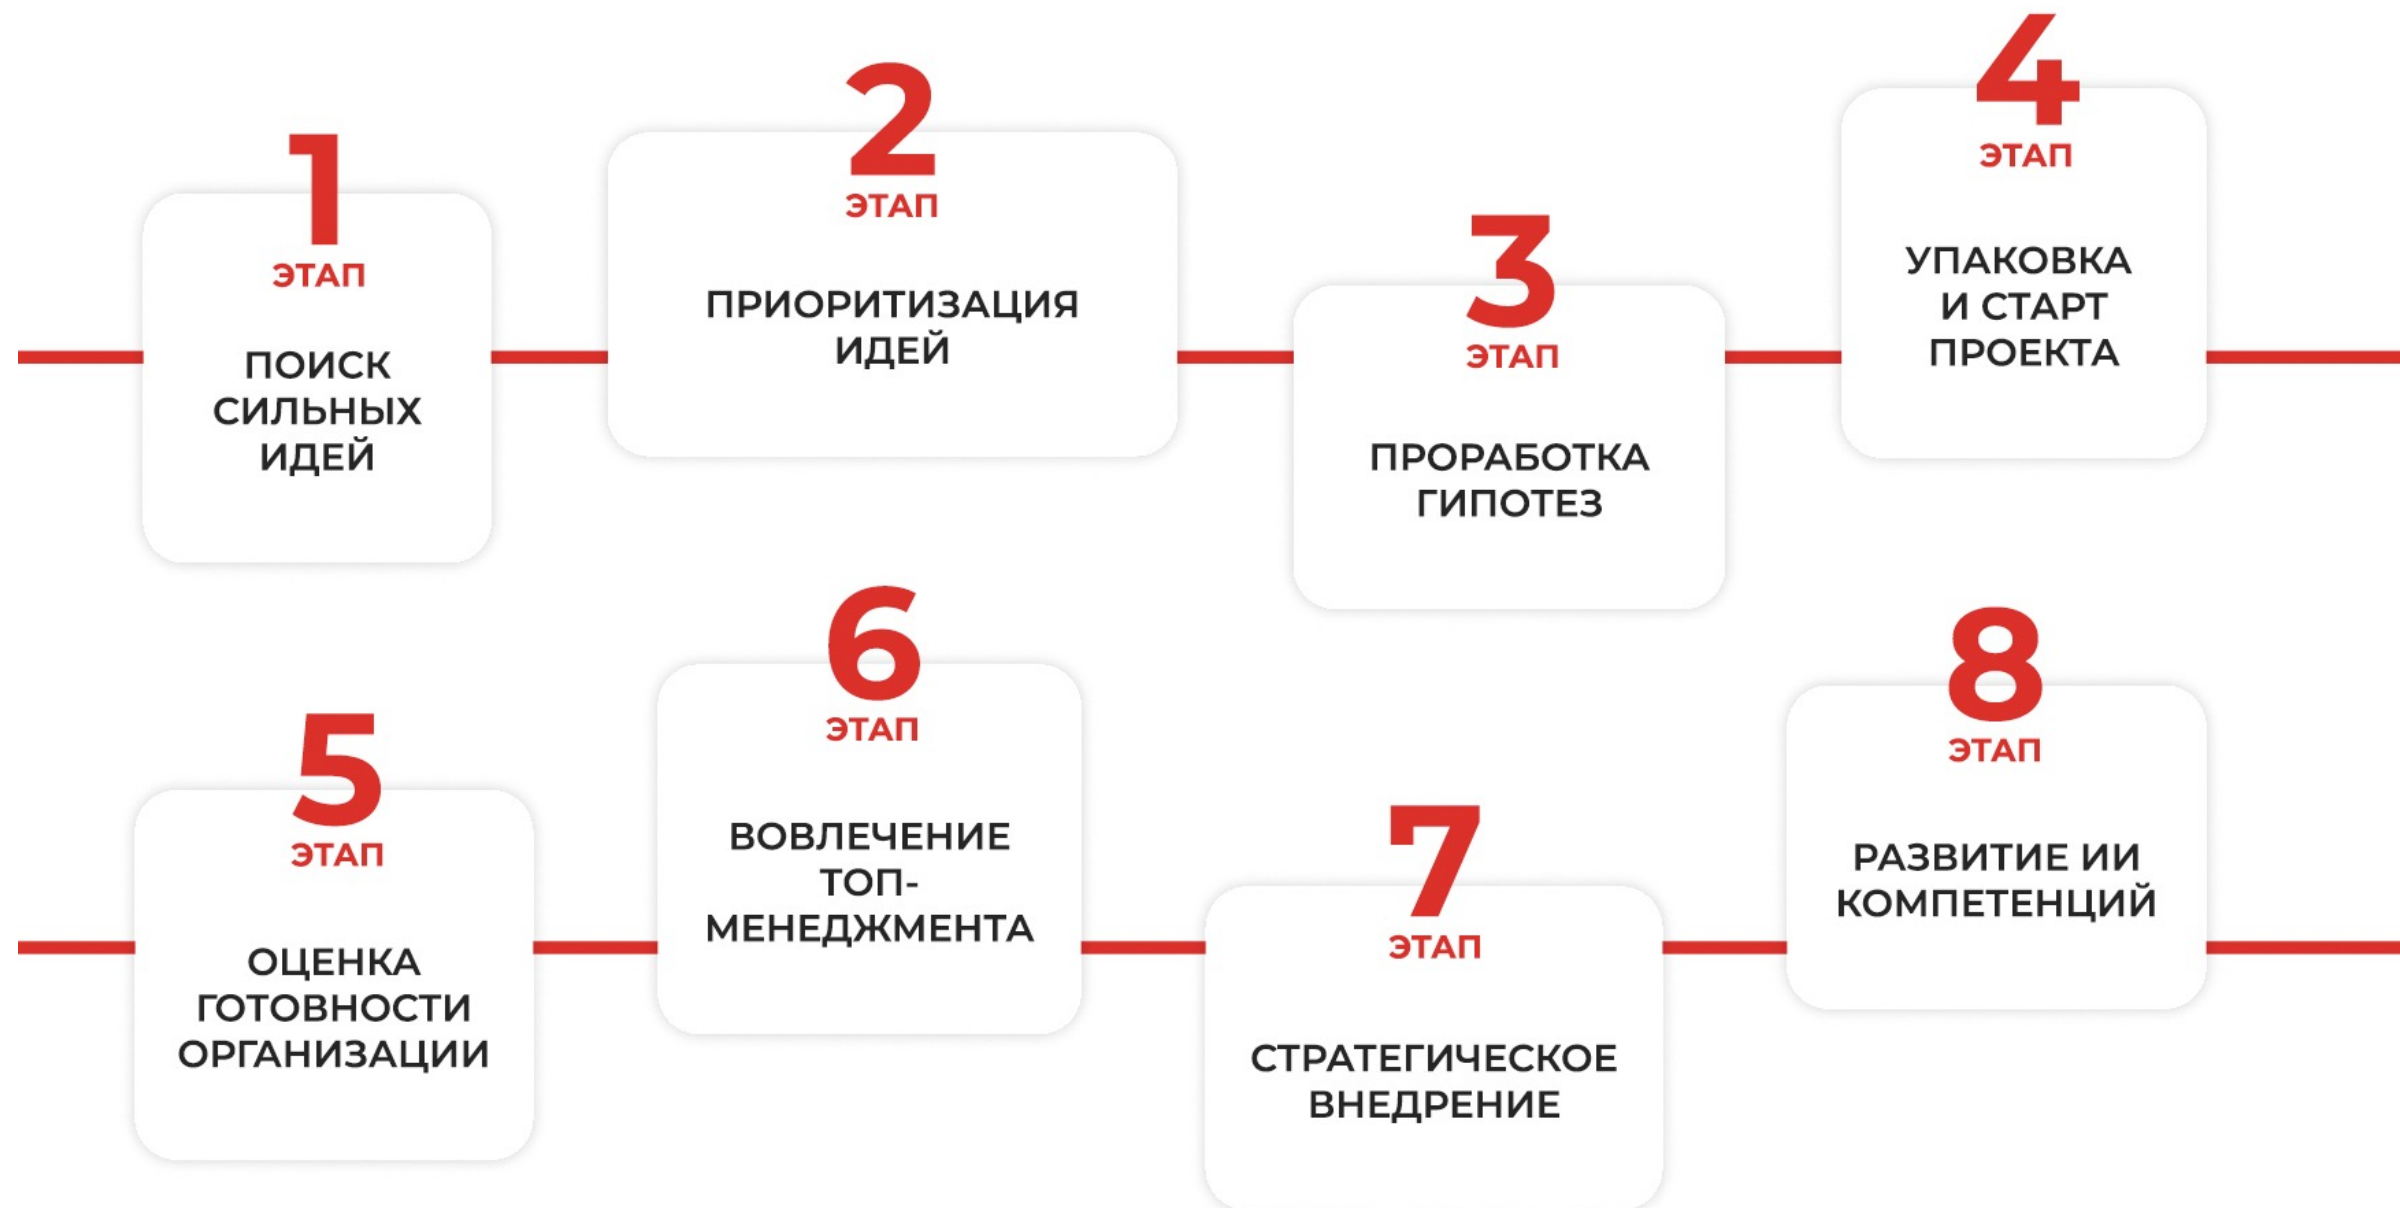 1
ЭТАП
ПОИСК
СИЛЬНЫХ
ИДЕЙ
2
ЭТАП
ПРИОРИТИЗАЦИЯ
ИДЕЙ
3
ЭТАП
ПРОРАБОТКА
ГИПОТЕЗ
4
ЭТАП
УПАКОВКА
И СТАРТ
ПРОЕКТА
5
ЭТАП
ОЦЕНКА
ГОТОВНОСТИ
ОРГАНИЗАЦИИ
6
ЭТАП
ВОВЛЕЧЕНИЕ
ТОП-
МЕНЕДЖМЕНТА
7
ЭТАП
СТРАТЕГИЧЕСКОЕ
ВНЕДРЕНИЕ
8
ЭТАП
РАЗВИТИЕ ИИ
КОМПЕТЕНЦИЙ